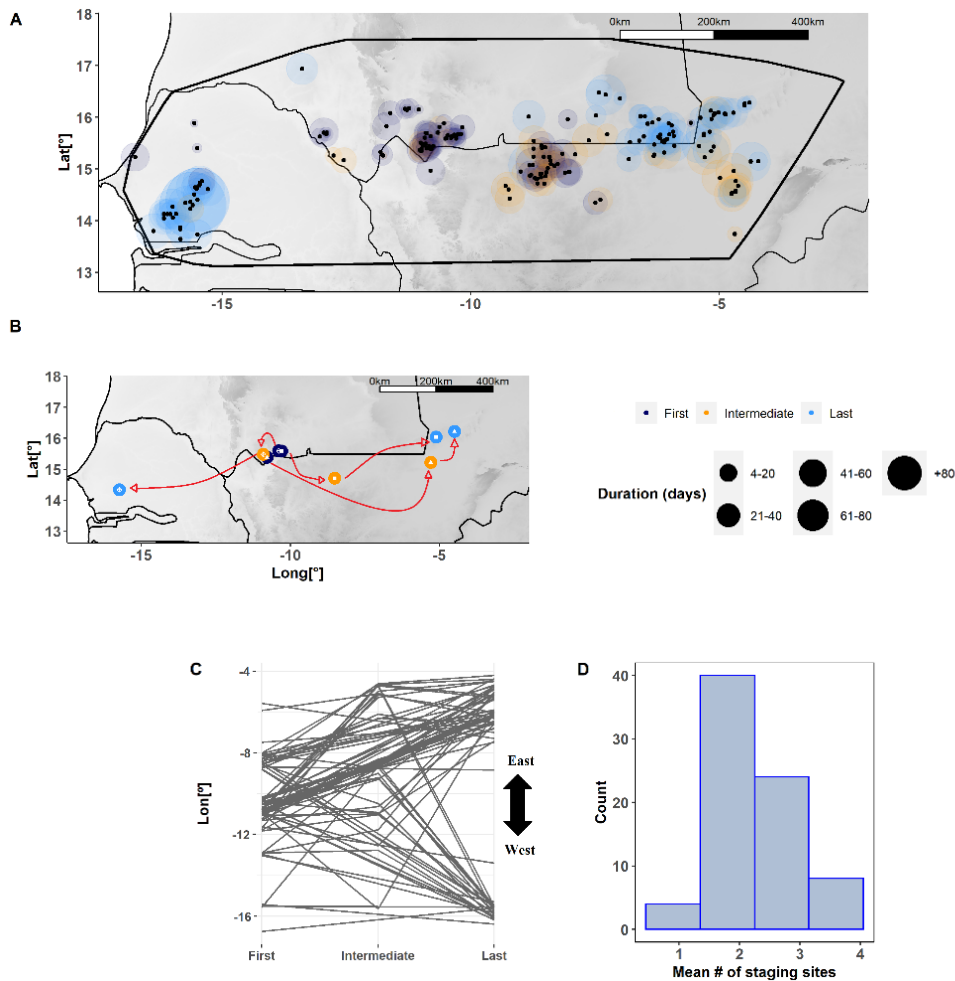 A
18
17
16
15
14
13
Lat[°]
0km 200km 400km
-15 -10 -5
B
18
17
16
15
14
13
Lat[°]
0km 200km 400km
-15 -10 -5
Long[°]
First Intermediate Last
Duration (days)
4-20 41-60 +80
21-40 61-80
C
-4
-8
-12
-16
Lon[º]
East
West
First Intermediate Last
D
40
30
20
10
0
Count
1 2 3 4
Mean # of staging sites